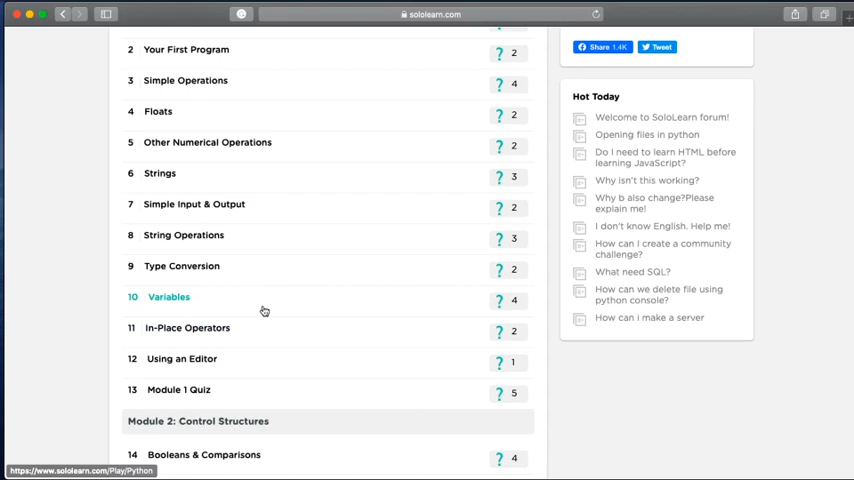 sololearn.com
2 Your First Program 2
3 Simple Operations 4
4 Floats 2
5 Other Numerical Operations 2
6 Strings 3
7 Simple Input & Output 2
8 String Operations 3
9 Type Conversion 2
10 Variables 4
11 In-Place Operators 2
12 Using an Editor 1
13 Module 1 Quiz 5
Module 2: Control Structures
14 Booleans & Comparisons 4
Share 1.4K Tweet
Hot Today
Welcome to SoloLearn forum!
Opening files in python
Do I need to learn HTML before
learning JavaScript?
Why isn't this working?
Why b also change?Please
explain me!
I don't know English. Help me!
How can I create a community
challenge?
What need SQL?
How can we delete file using
python console?
How can i make a server
https://www.sololearn.com/Play/Python